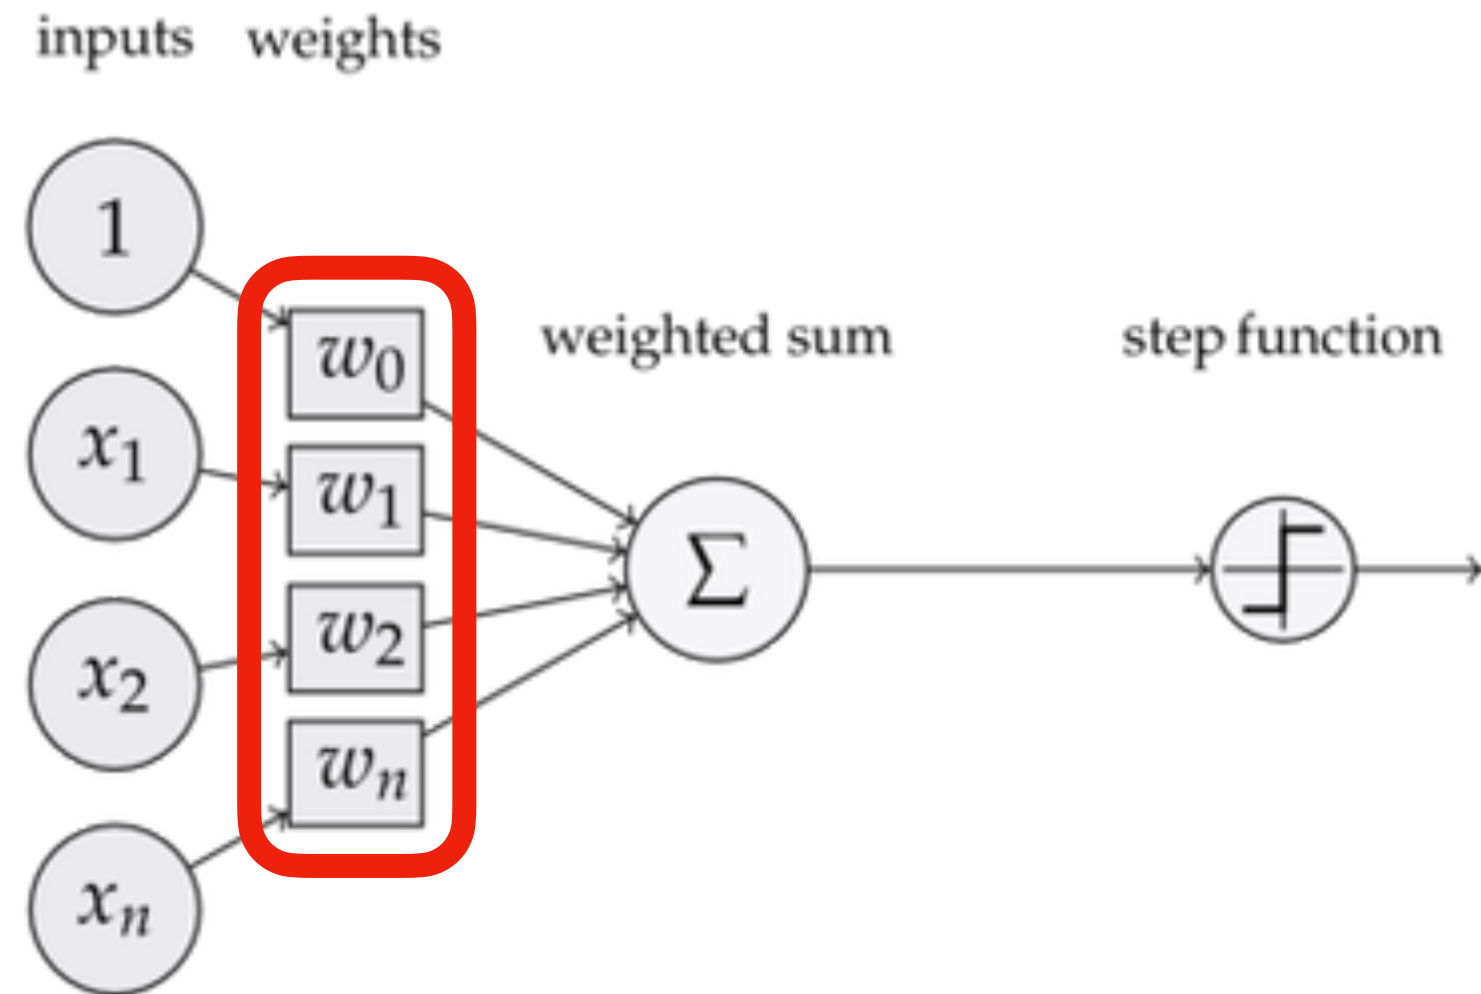 inputs weights
1
w0
weighted sum
step function
x1
w1
Σ
x2
w2
wn
xn